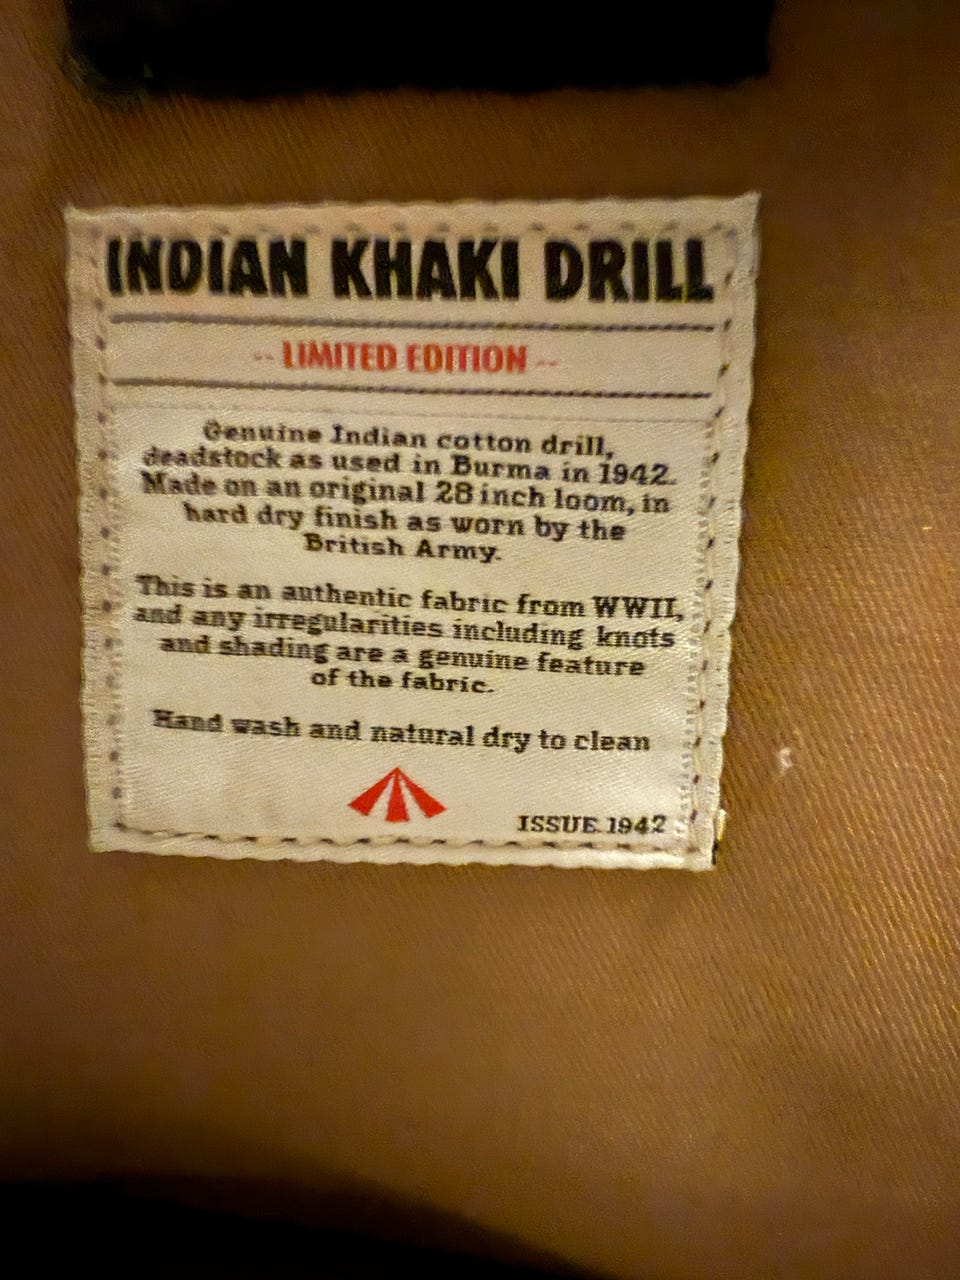 INDIAN KHAKI DRILL
-- LIMITED EDITION --
Genuine Indian cotton drill,
deadstock as used in Burma in 1942.
Made on an original 28 inch loom, in
hard dry finish as worn by the
British Army.
This is an authentic fabric from WWII,
and any irregularities including knots
and shading are a genuine feature
of the fabric.
Hand wash and natural dry to clean
ISSUE.1942